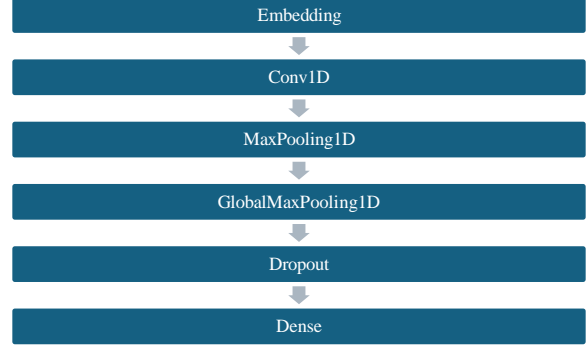 Embedding
Conv1D
MaxPooling1D
GlobalMaxPooling1D
Dropout
Dense